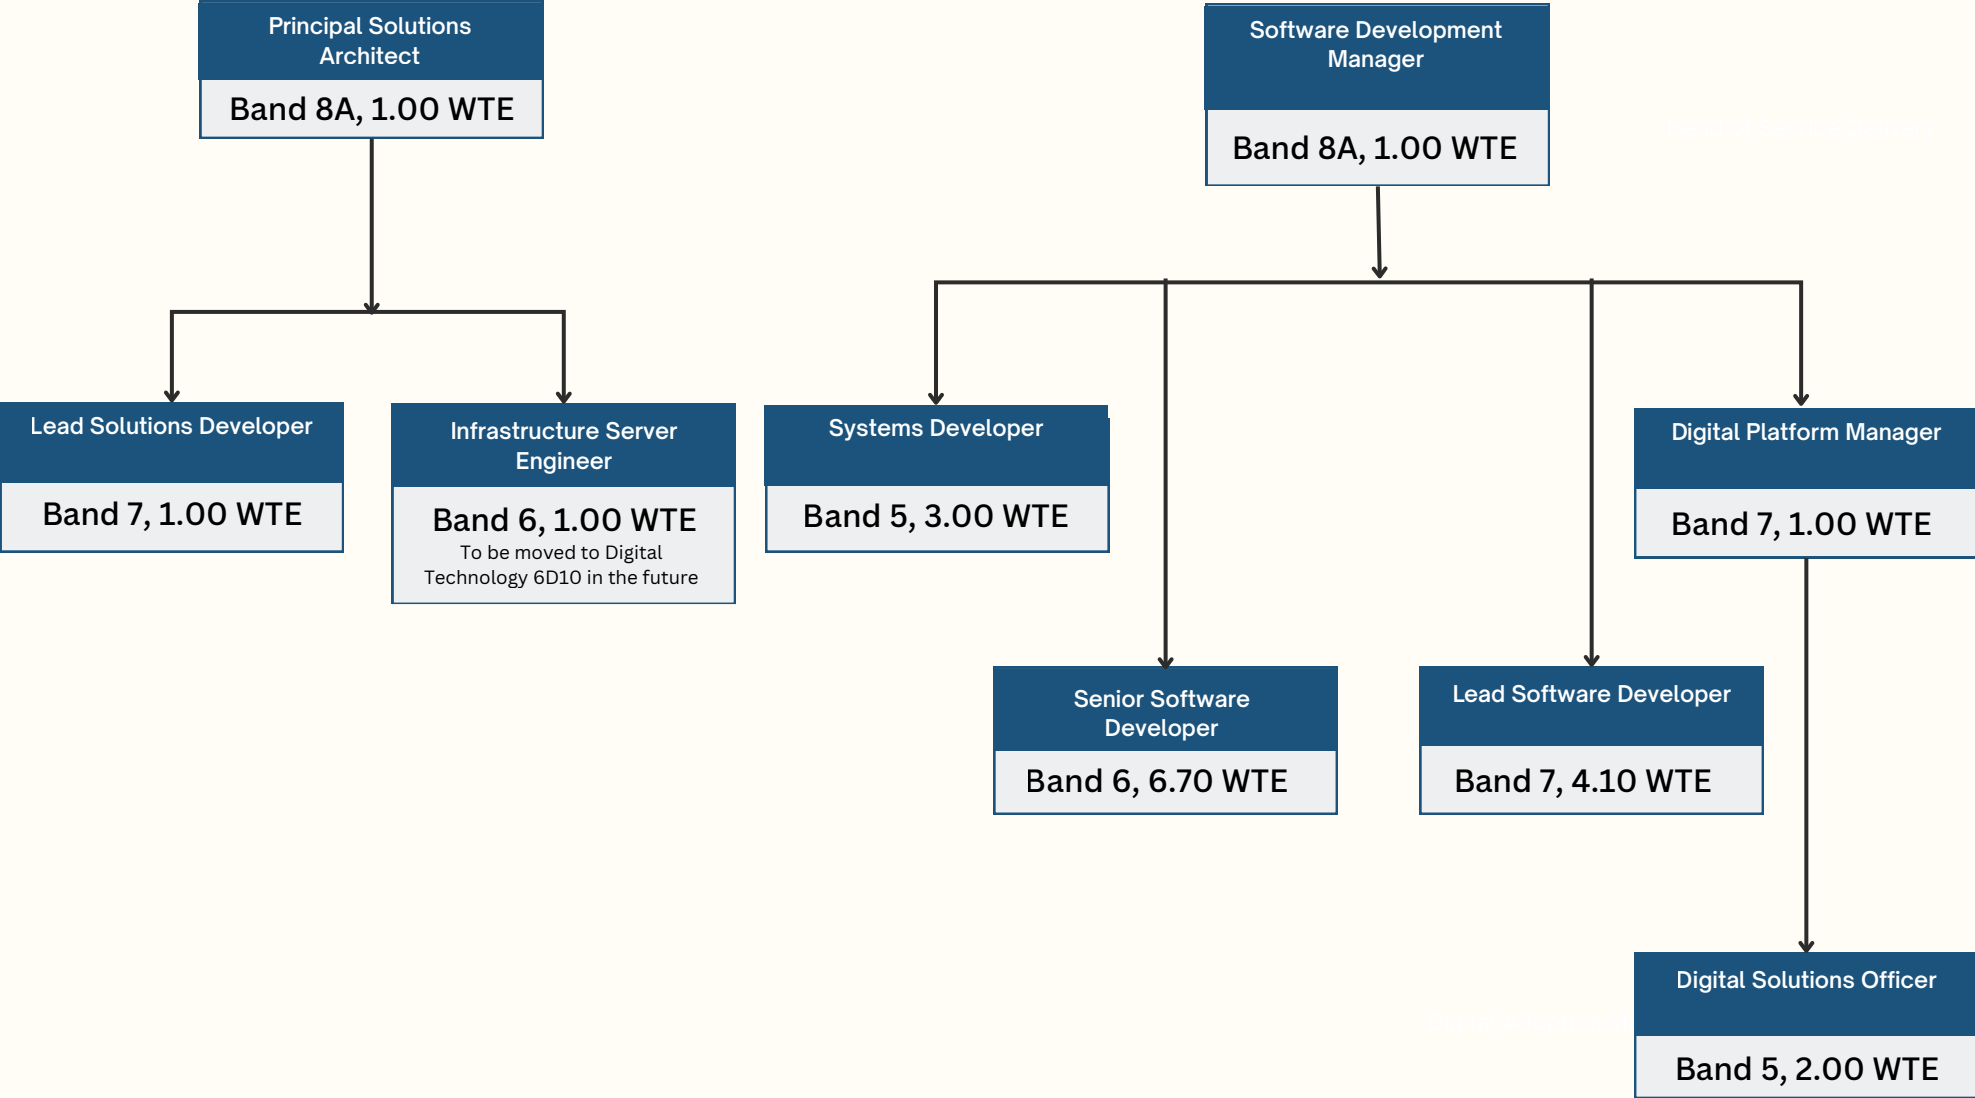 Principal Solutions
Architect
Band 8A, 1.00 WTE
Software Development
Manager
Band 8A, 1.00 WTE
Lead Solutions Developer
Band 7, 1.00 WTE
Infrastructure Server
Engineer
Band 6, 1.00 WTE
To be moved to Digital
Technology 6D10 in the future
Systems Developer
Band 5, 3.00 WTE
Digital Platform Manager
Band 7, 1.00 WTE
Senior Software
Developer
Band 6, 6.70 WTE
Lead Software Developer
Band 7, 4.10 WTE
Digital Solutions Officer
Band 5, 2.00 WTE